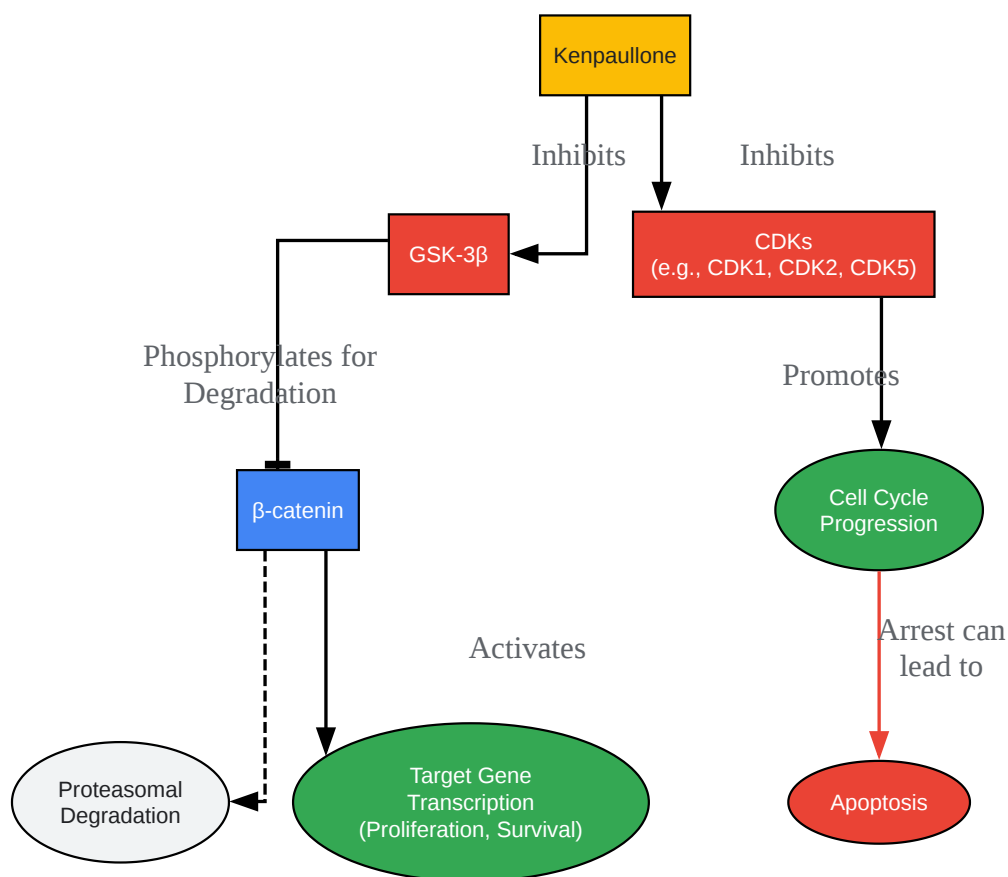 Kenpaullone
Inhibits
Inhibits
GSK-3β
CDKs
(e.g., CDK1, CDK2, CDK5)
Phosphorylates for
Degradation
Promotes
β-catenin
Cell Cycle
Progression
Activates
Arrest can
lead to
Proteasomal
Degradation
Target Gene
Transcription
(Proliferation, Survival)
Apoptosis